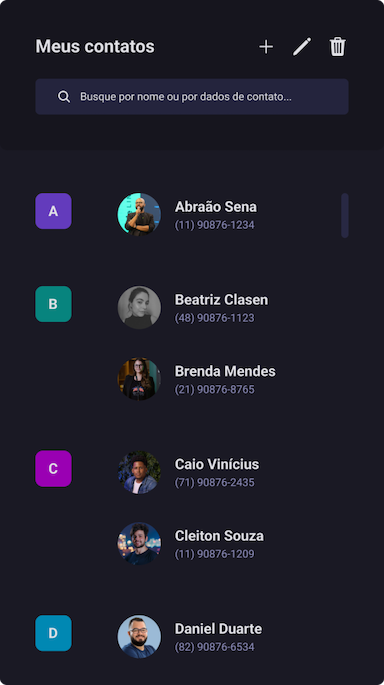 Meus contatos
Busque por nome ou por dados de contato...
A
Abraão Sena
(11) 90876-1234
B
Beatriz Clasen
(48) 90876-1123
Brenda Mendes
(21) 90876-8765
C
Caio Vinícius
(71) 90876-2435
Cleiton Souza
(11) 90876-1209
D
Daniel Duarte
(82) 90876-6534